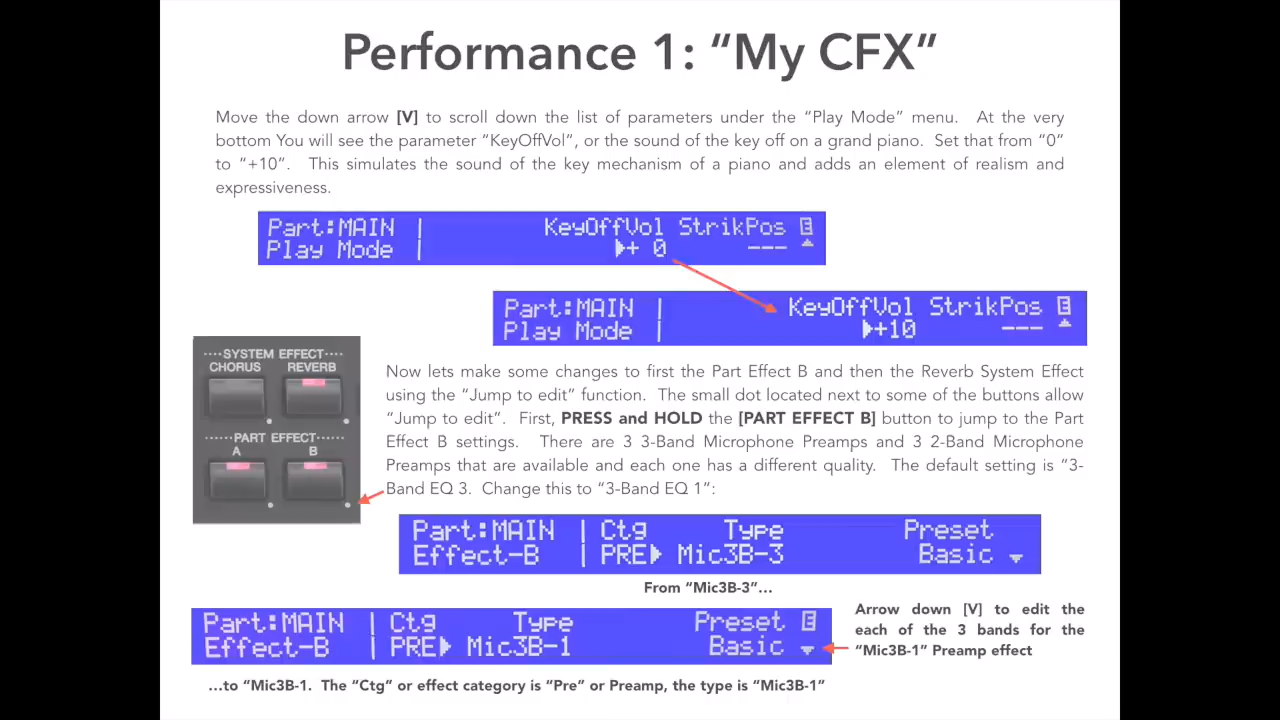 Performance 1: “My CFX”
Move the down arrow [V] to scroll down the list of parameters under the “Play Mode” menu. At the very
bottom You will see the parameter “KeyOffVol”, or the sound of the key off on a grand piano. Set that from “0”
to “+10”. This simulates the sound of the key mechanism of a piano and adds an element of realism and
expressiveness.
Part:MAIN | KeyOffVol StrikPos E
Play Mode | + 0 ---
Part:MAIN | KeyOffVol StrikPos E
Play Mode | +10 ---
····SYSTEM EFFECT····
CHORUS REVERB
·····PART EFFECT·····
A B
Now lets make some changes to first the Part Effect B and then the Reverb System Effect
using the “Jump to edit” function. The small dot located next to some of the buttons allow
“Jump to edit”. First, PRESS and HOLD the [PART EFFECT B] button to jump to the Part
Effect B settings. There are 3 3-Band Microphone Preamps and 3 2-Band Microphone
Preamps that are available and each one has a different quality. The default setting is “3-
Band EQ 3. Change this to “3-Band EQ 1”:
Part:MAIN | Ctg Type Preset
Effect-B | PRE Mic3B-3 Basic
From “Mic3B-3”…
Part:MAIN | Ctg Type Preset E
Effect-B | PRE Mic3B-1 Basic
Arrow down [V] to edit the
each of the 3 bands for the
“Mic3B-1” Preamp effect
…to “Mic3B-1. The “Ctg” or effect category is “Pre” or Preamp, the type is “Mic3B-1”